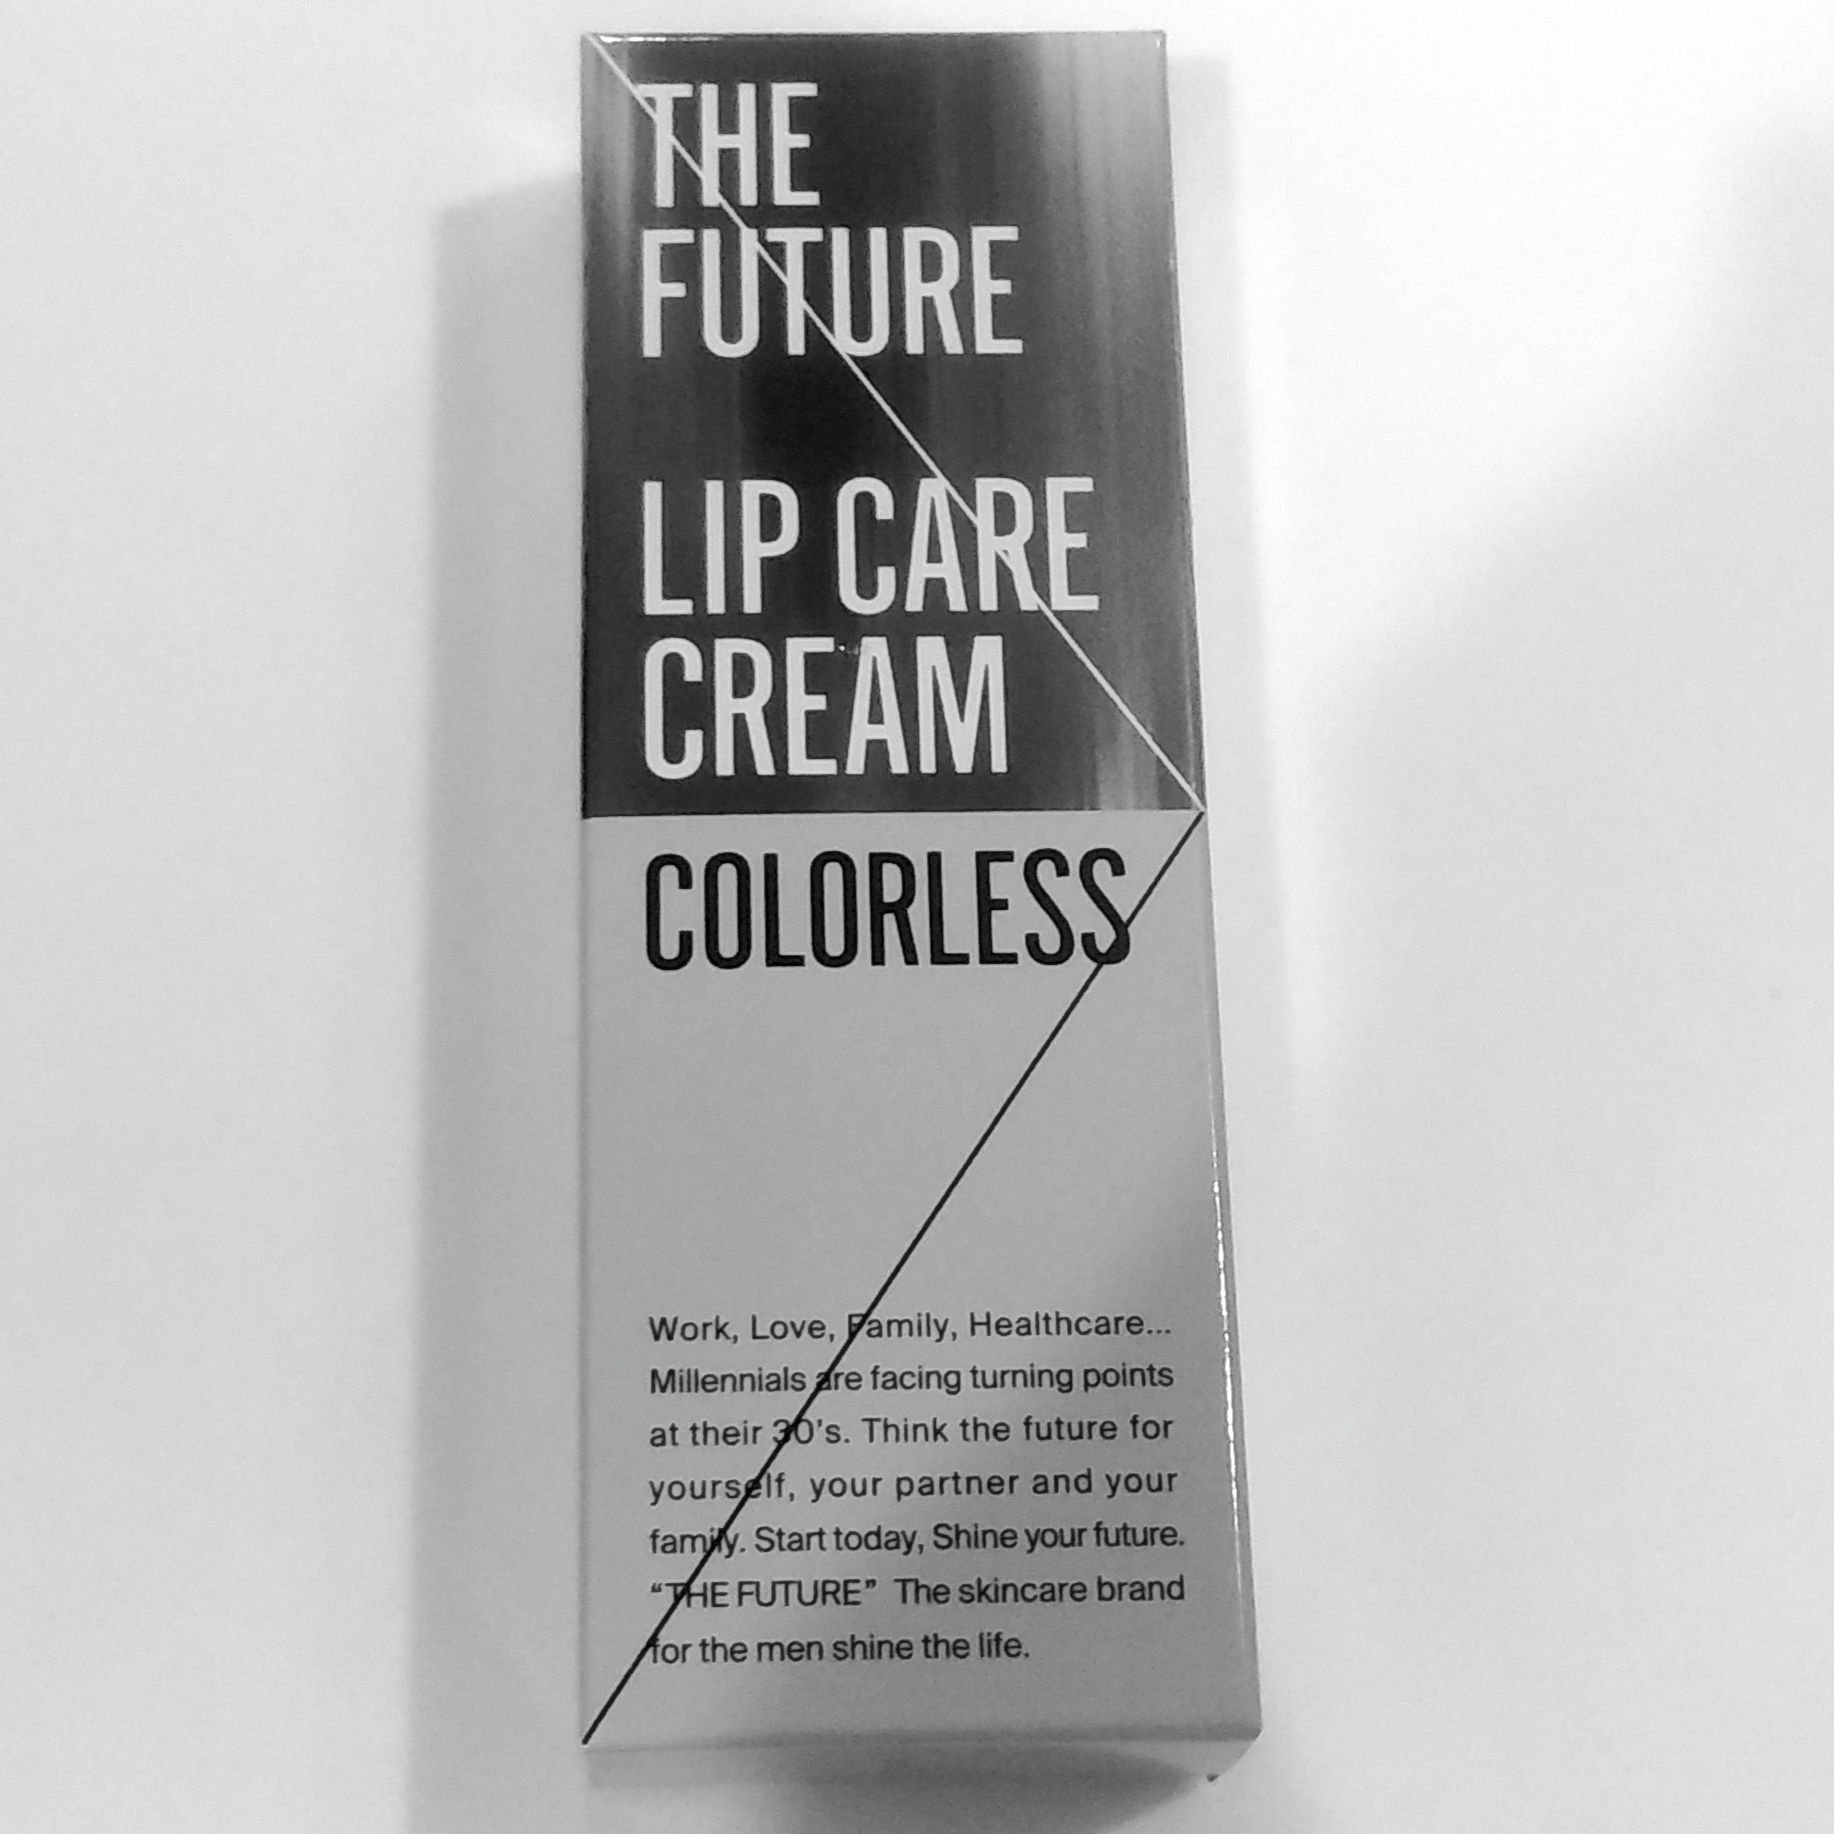 THE
FUTURE
LIP CARE
CREAM
COLORLESS
Work, Love, Family, Healthcare...
Millennials are facing turning points
at their 30's. Think the future for
yourself, your partner and your
family. Start today, Shine your future.
“THE FUTURE” The skincare brand
for the men shine the life.